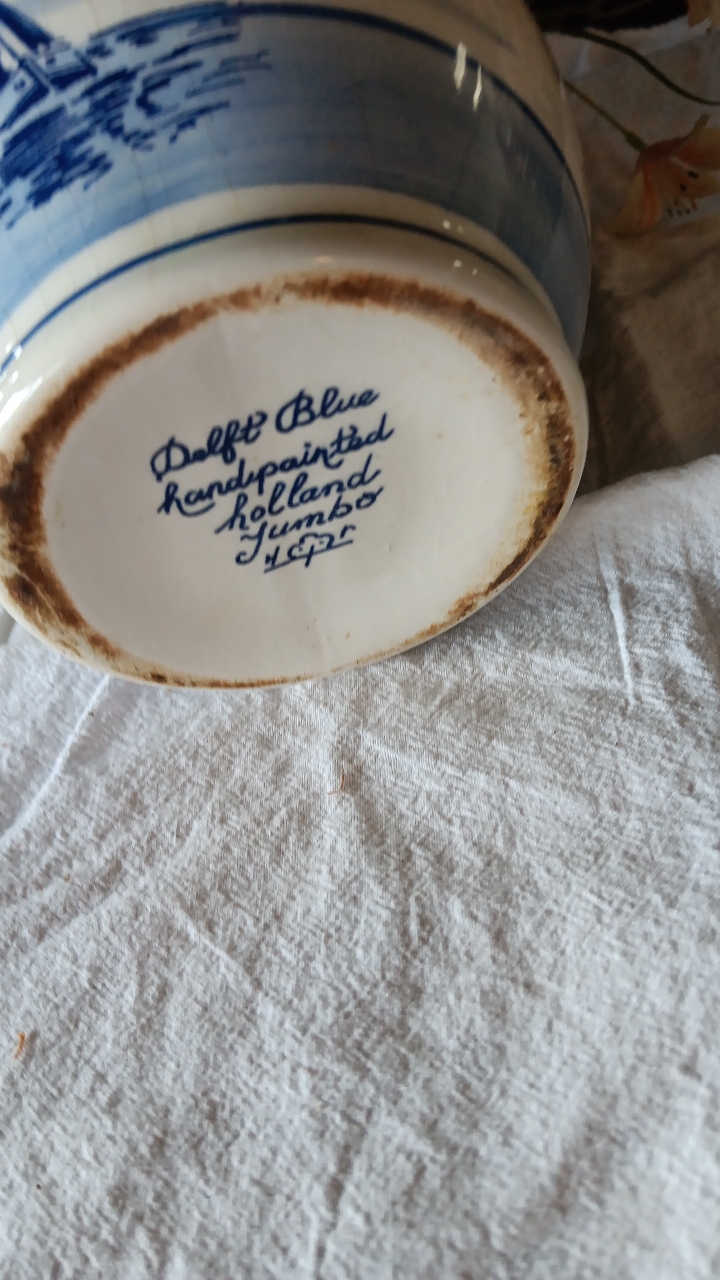 Delft Blue
handpainted
holland
Jumbo